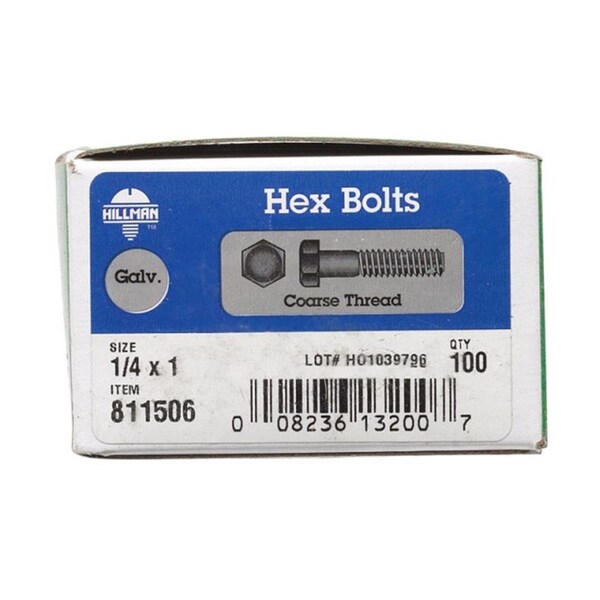 HILLMAN
TM
Hex Bolts
Galv.
Coarse Thread
SIZE
1/4 x 1
LOT# HO1039796
QTY
100
ITEM
811506
0 08236 13200 7